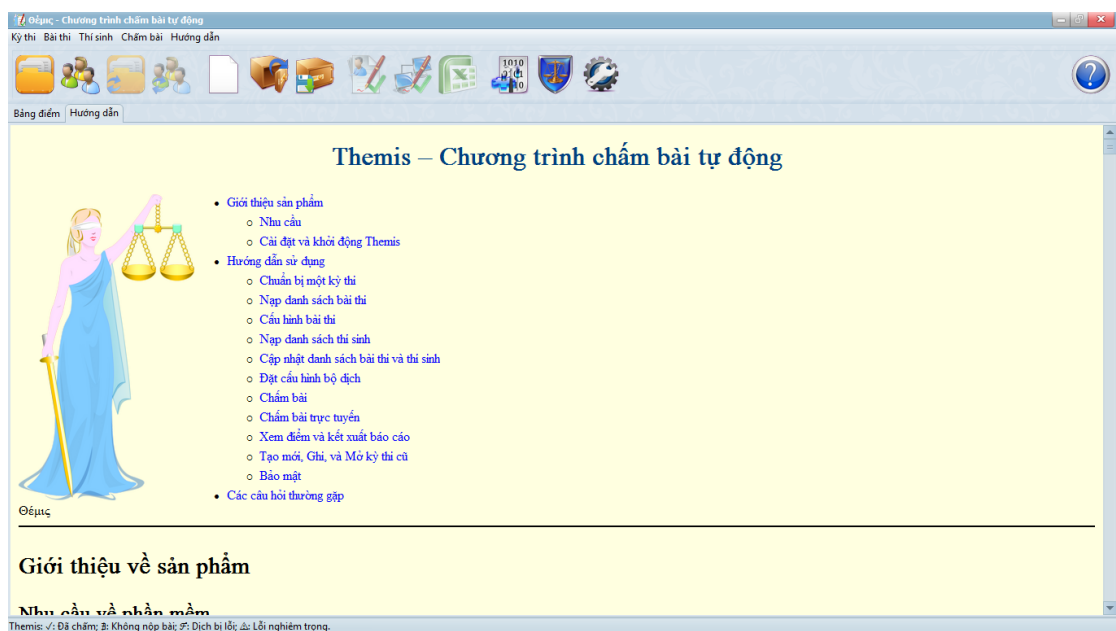 Θέμις - Chương trình chấm bài tự động
Kỳ thi Bài thi Thí sinh Chấm bài Hướng dẫn
Bảng điểm Hướng dẫn
Themis – Chương trình chấm bài tự động
Giới thiệu sản phẩm
Nhu cầu
Cài đặt và khởi động Themis
Hướng dẫn sử dụng
Chuẩn bị một kỳ thi
Nạp danh sách bài thi
Cấu hình bài thi
Nạp danh sách thí sinh
Cập nhật danh sách bài thi và thí sinh
Đặt cấu hình bộ dịch
Chấm bài
Chấm bài trực tuyến
Xem điểm và kết xuất báo cáo
Tạo mới, Ghi, và Mở kỳ thi cũ
Bảo mật
Các câu hỏi thường gặp
Θέμις
Giới thiệu về sản phẩm
Nhu cầu về phần mềm
Themis: √: Đã chấm; Ʒ: Không nộp bài; ℱ: Dịch bị lỗi; ⚠: Lỗi nghiêm trọng.